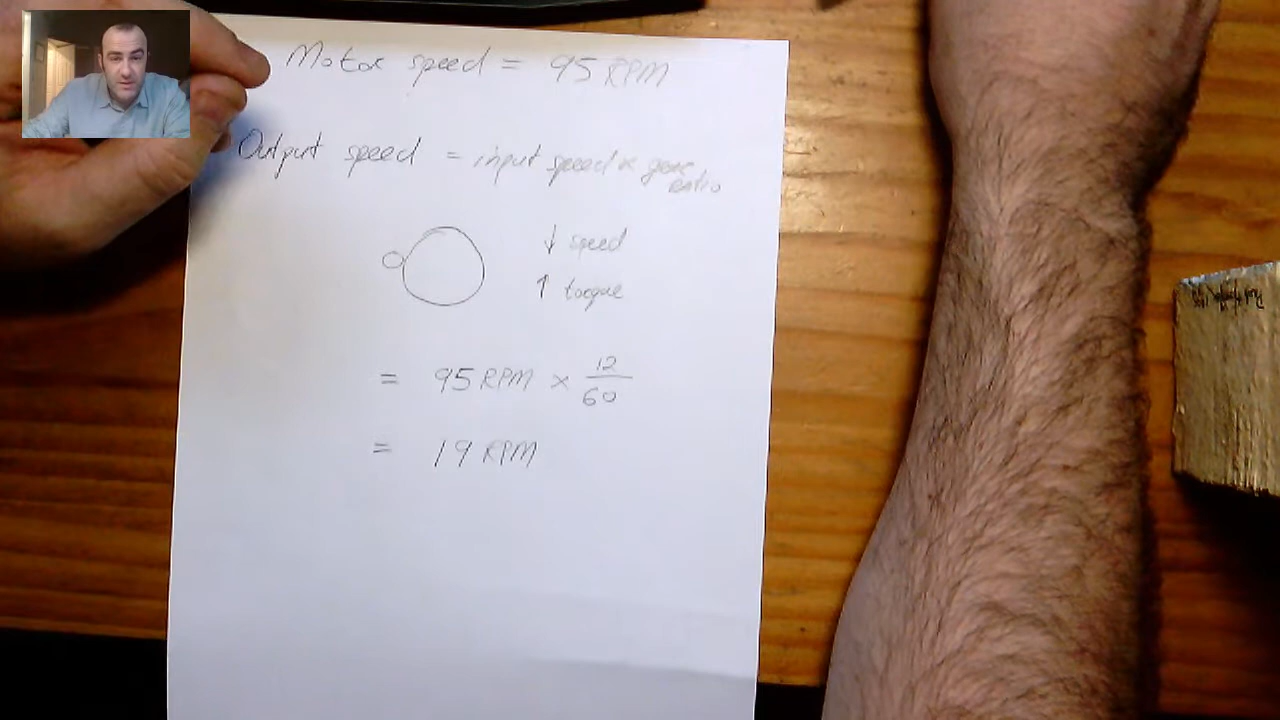 Motor speed = 95 RPM
Output speed = input speed × gear ratio
↓ speed
↑ torque
= 95 RPM × 12/60
= 19 RPM